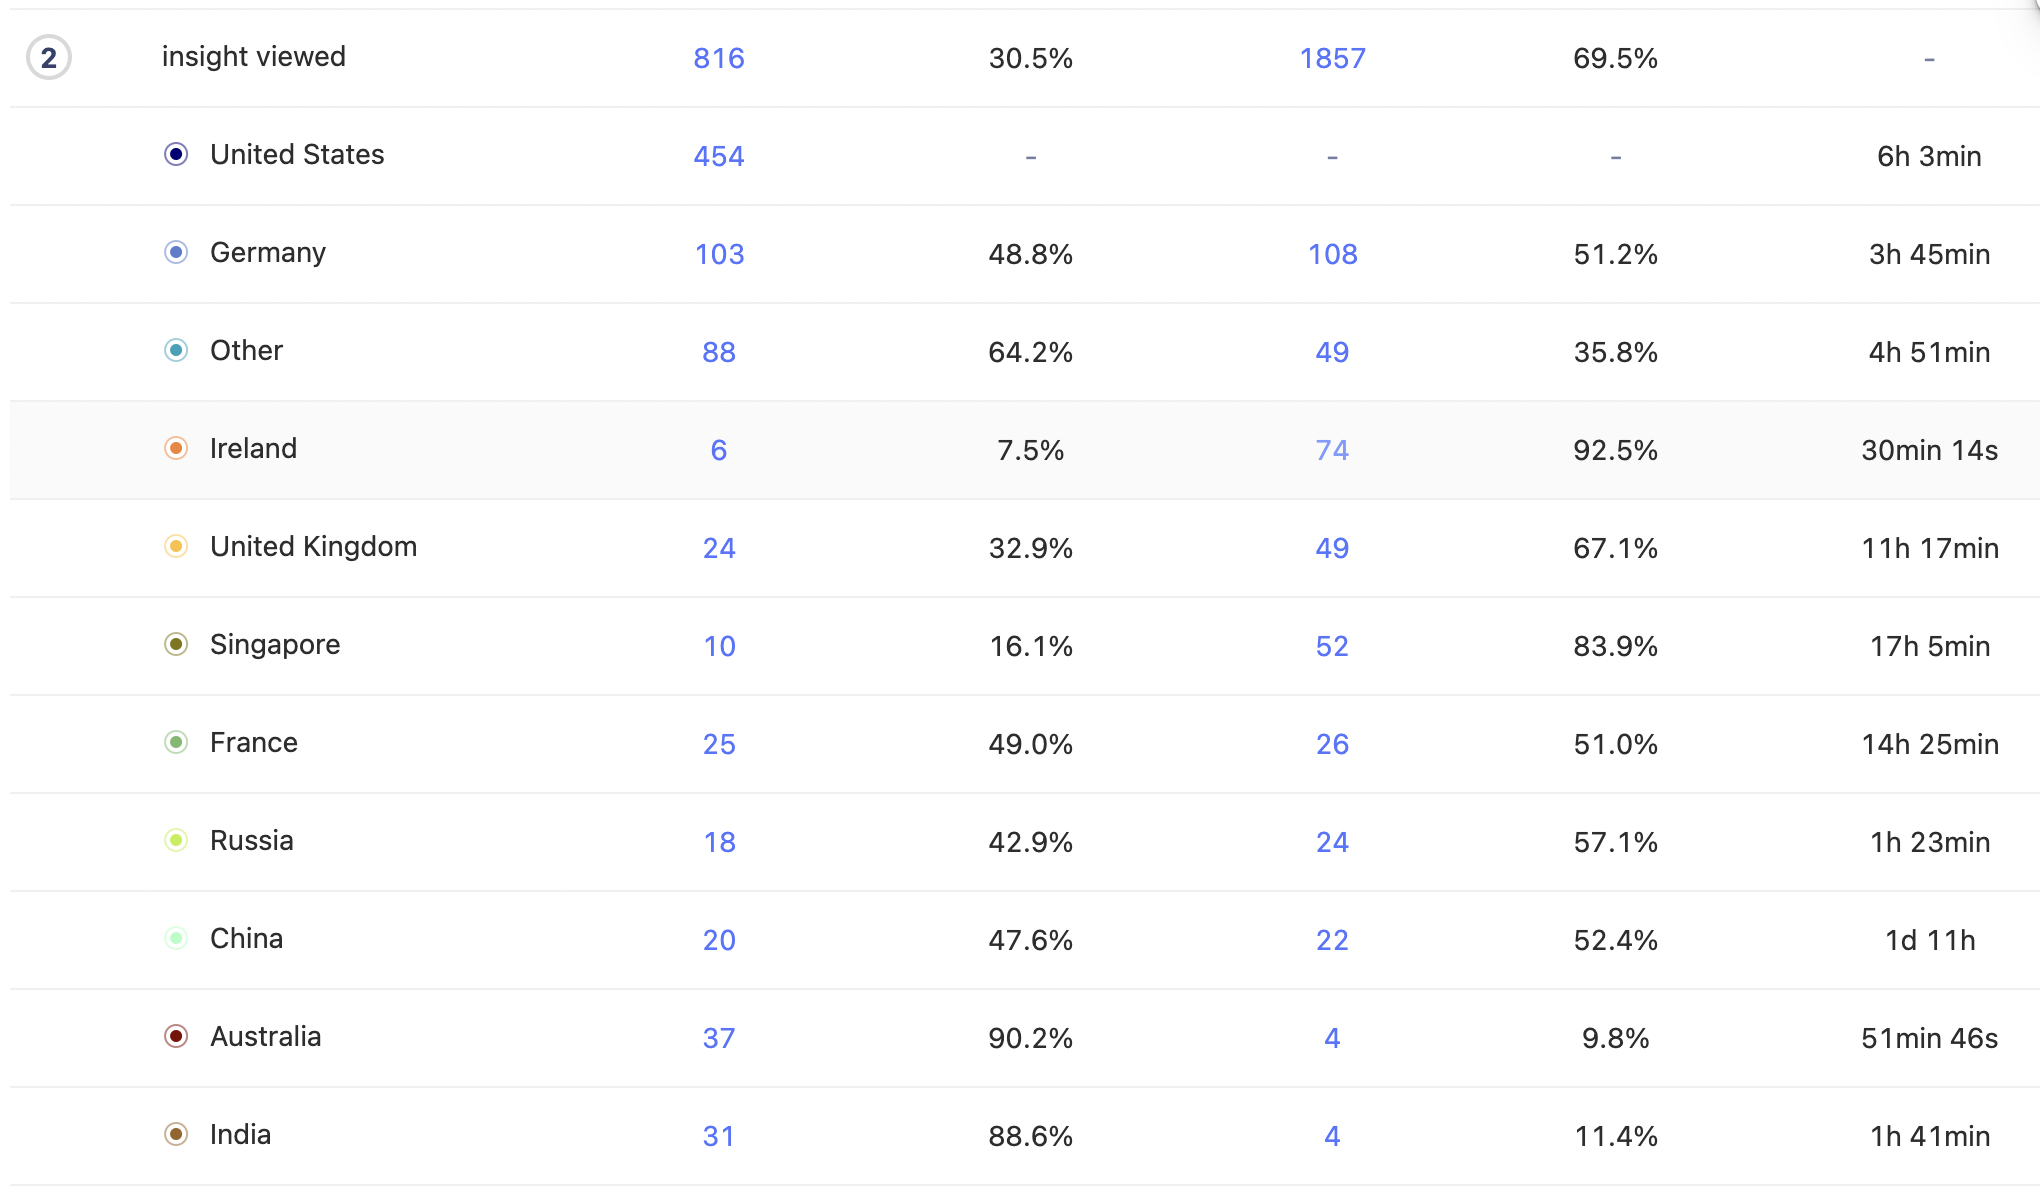 2 insight viewed 816 30.5% 1857 69.5% -
United States 454 - - - 6h 3min
Germany 103 48.8% 108 51.2% 3h 45min
Other 88 64.2% 49 35.8% 4h 51min
Ireland 6 7.5% 74 92.5% 30min 14s
United Kingdom 24 32.9% 49 67.1% 11h 17min
Singapore 10 16.1% 52 83.9% 17h 5min
France 25 49.0% 26 51.0% 14h 25min
Russia 18 42.9% 24 57.1% 1h 23min
China 20 47.6% 22 52.4% 1d 11h
Australia 37 90.2% 4 9.8% 51min 46s
India 31 88.6% 4 11.4% 1h 41min